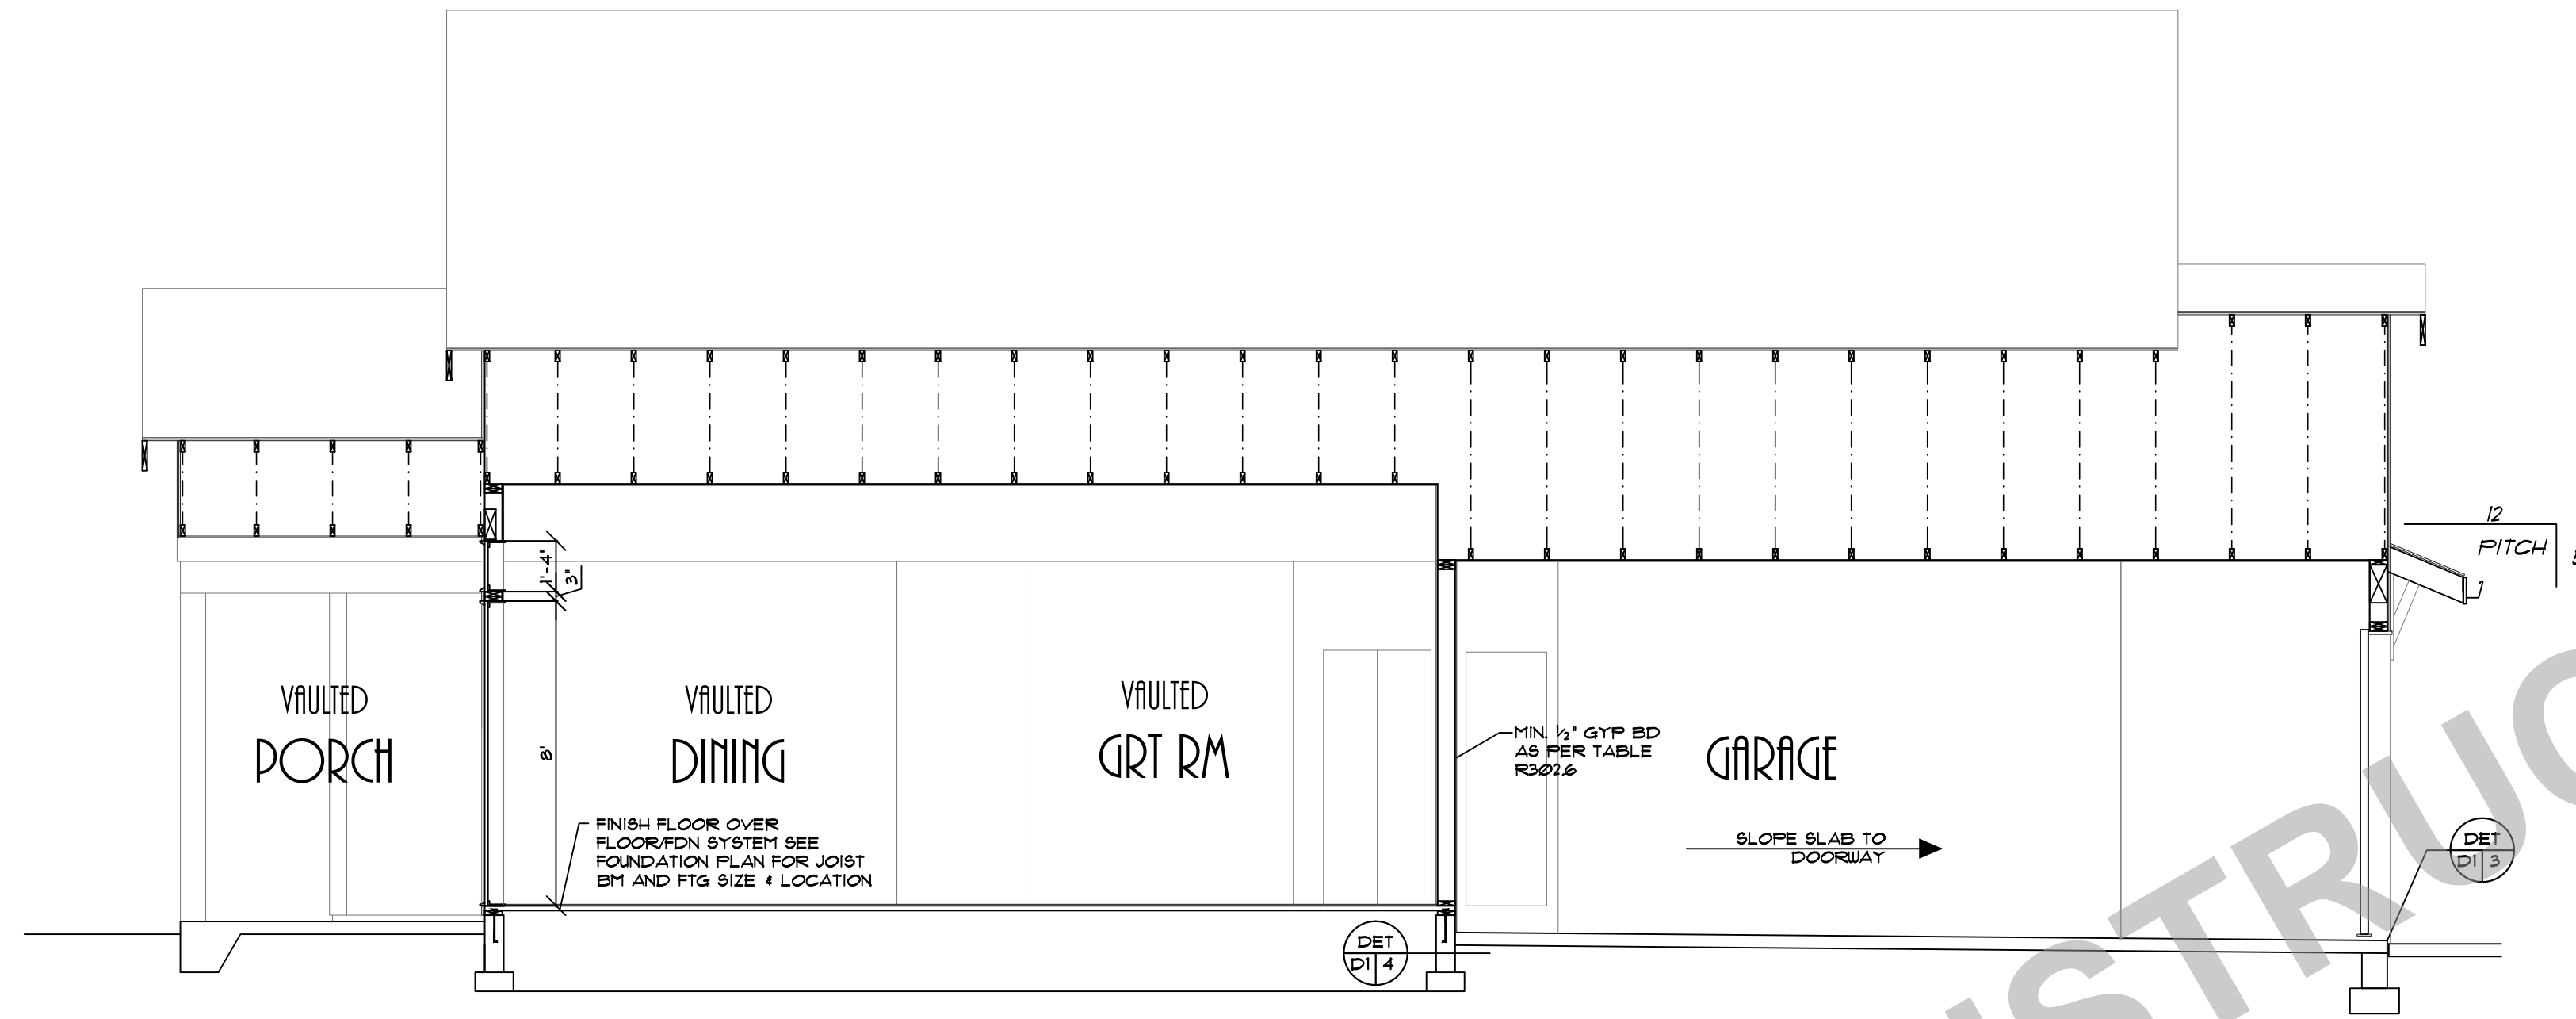 12
PITCH
1'-4"
3"
VAULTED
PORCH
VAULTED
DINING
VAULTED
GRT RM
8'
MIN. ½" GYP BD
AS PER TABLE
R302.6
GARAGE
FINISH FLOOR OVER
FLOOR/FDN SYSTEM SEE
FOUNDATION PLAN FOR JOIST
BM AND FTG SIZE & LOCATION
SLOPE SLAB TO
DOORWAY
DET
D1 3
DET
D1 4